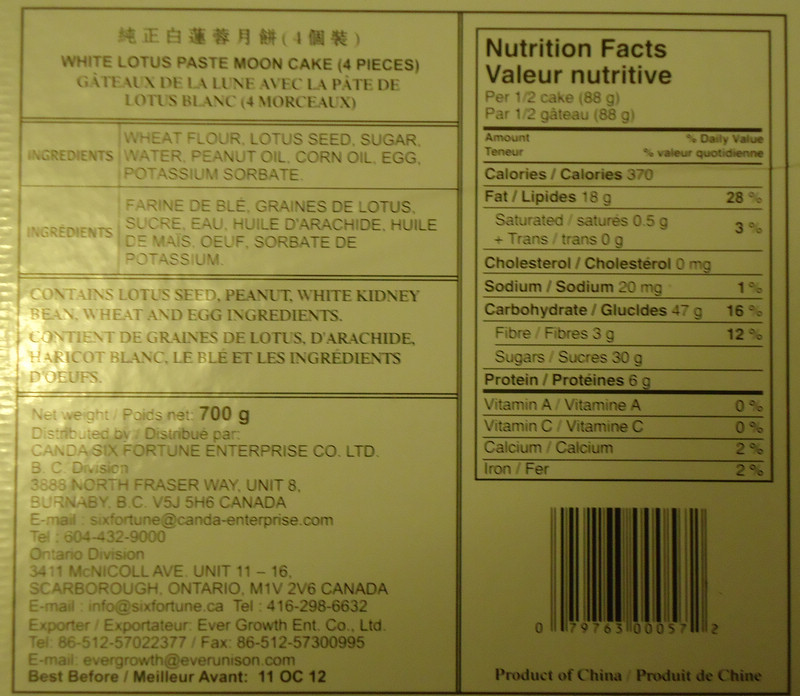 純正白蓮蓉月餅(4個裝)
WHITE LOTUS PASTE MOON CAKE (4 PIECES)
GÂTEAUX DE LA LUNE AVEC LA PÂTE DE
LOTUS BLANC (4 MORCEAUX)
INGREDIENTS
WHEAT FLOUR, LOTUS SEED, SUGAR,
WATER, PEANUT OIL, CORN OIL, EGG,
POTASSIUM SORBATE.
INGRÉDIENTS
FARINE DE BLÉ, GRAINES DE LOTUS,
SUCRE, EAU, HUILE D'ARACHIDE, HUILE
DE MAIS, OEUF, SORBATE DE
POTASSIUM.
CONTAINS LOTUS SEED, PEANUT, WHITE KIDNEY
BEAN, WHEAT AND EGG INGREDIENTS.
CONTIENT DE GRAINES DE LOTUS, D'ARACHIDE,
HARICOT BLANC, LE BLÉ ET LES INGRÉDIENTS
D'OEUFS.
Net weight / Poids net: 700 g
Distributed by / Distribué par:
CANDA SIX FORTUNE ENTERPRISE CO. LTD.
B. C. Division
3888 NORTH FRASER WAY, UNIT 8,
BURNABY, B.C. V5J 5H6 CANADA
E-mail : sixfortune@canda-enterprise.com
Tel : 604-432-9000
Ontario Division
3411 McNICOLL AVE. UNIT 11 – 16,
SCARBOROUGH, ONTARIO, M1V 2V6 CANADA
E-mail : info@sixfortune.ca Tel : 416-298-6632
Exporter / Exportateur: Ever Growth Ent. Co., Ltd.
Tel: 86-512-57022377 / Fax: 86-512-57300995
E-mail: evergrowth@everunison.com
Best Before / Meilleur Avant: 11 OC 12
Nutrition Facts
Valeur nutritive
Per 1/2 cake (88 g)
Par 1/2 gâteau (88 g)
Amount % Daily Value
Teneur % valeur quotidienne
Calories / Calories 370
Fat / Lipides 18 g 28 %
Saturated / saturés 0.5 g
+ Trans / trans 0 g 3 %
Cholesterol / Cholestérol 0 mg
Sodium / Sodium 20 mg 1 %
Carbohydrate / Glucides 47 g 16 %
Fibre / Fibres 3 g 12 %
Sugars / Sucres 30 g
Protein / Protéines 6 g
Vitamin A / Vitamine A 0 %
Vitamin C / Vitamine C 0 %
Calcium / Calcium 2 %
Iron / Fer 2 %
0 79763 00057 2
Product of China / Produit de Chine